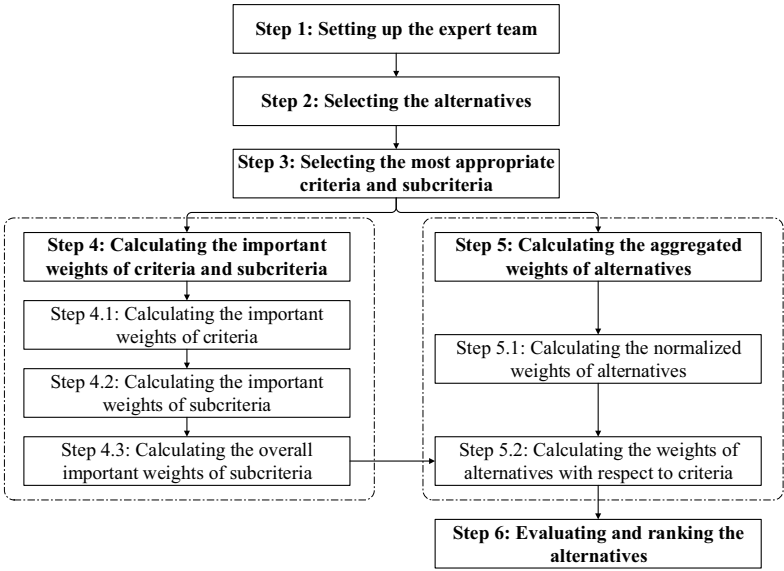 Step 1: Setting up the expert team
Step 2: Selecting the alternatives
Step 3: Selecting the most appropriate
criteria and subcriteria
Step 4: Calculating the important
weights of criteria and subcriteria
Step 4.1: Calculating the important
weights of criteria
Step 4.2: Calculating the important
weights of subcriteria
Step 4.3: Calculating the overall
important weights of subcriteria
Step 5: Calculating the aggregated
weights of alternatives
Step 5.1: Calculating the normalized
weights of alternatives
Step 5.2: Calculating the weights of
alternatives with respect to criteria
Step 6: Evaluating and ranking the
alternatives